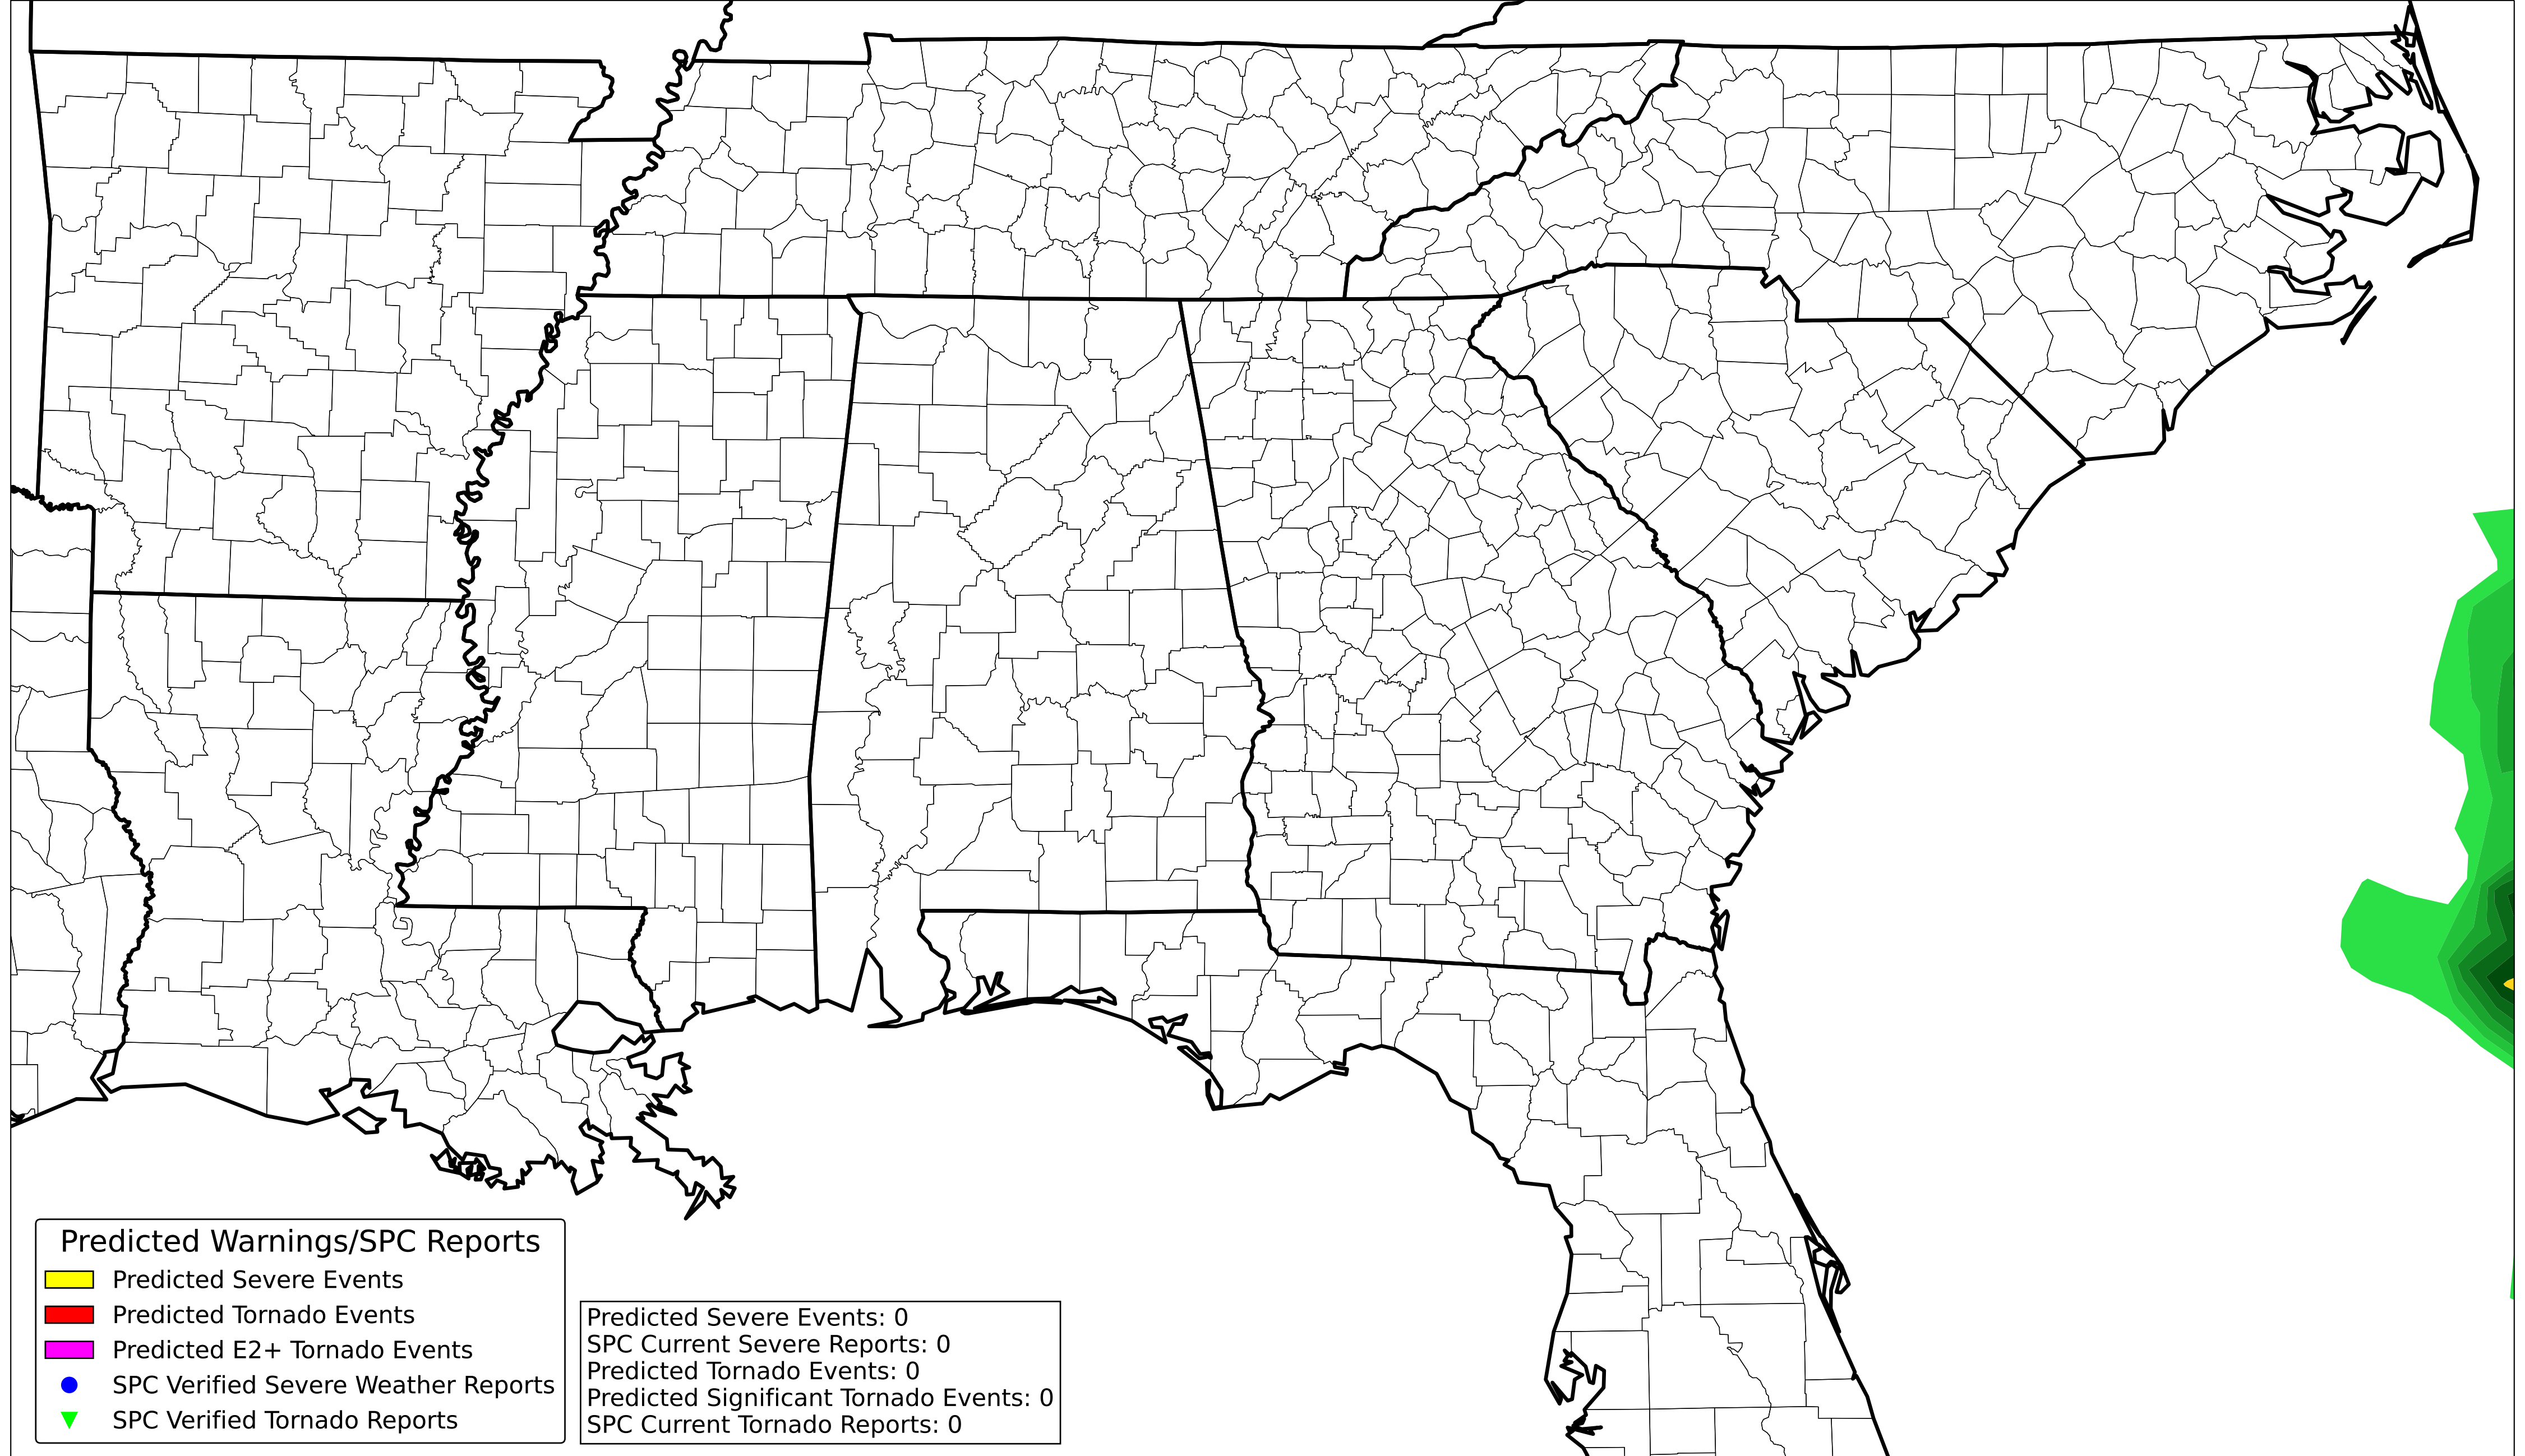 Predicted Warnings/SPC Reports
Predicted Severe Events
Predicted Tornado Events
Predicted E2+ Tornado Events
SPC Verified Severe Weather Reports
SPC Verified Tornado Reports
Predicted Severe Events: 0
SPC Current Severe Reports: 0
Predicted Tornado Events: 0
Predicted Significant Tornado Events: 0
SPC Current Tornado Reports: 0